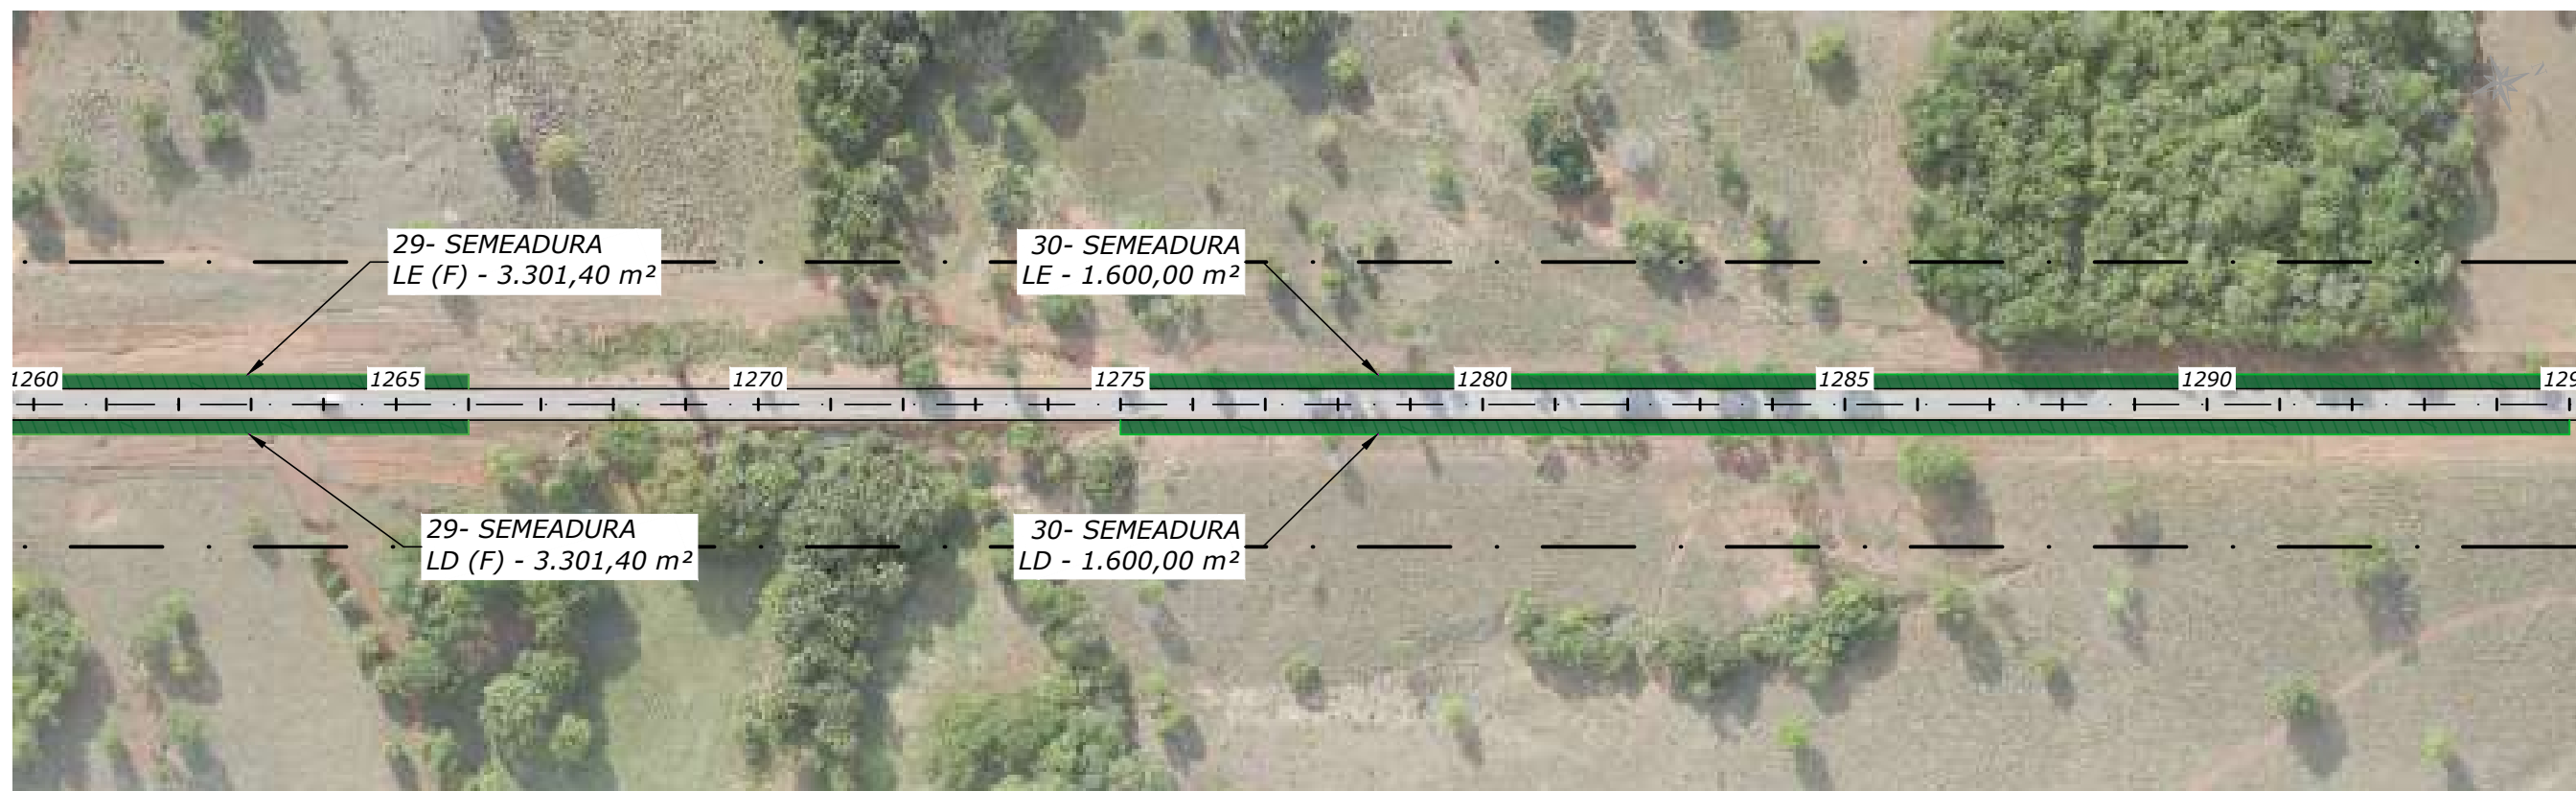 29- SEMEADURA
LE (F) - 3.301,40 m²
30- SEMEADURA
LE - 1.600,00 m²
1260
1265
1270
1275
1280
1285
1290
129
29- SEMEADURA
LD (F) - 3.301,40 m²
30- SEMEADURA
LD - 1.600,00 m²